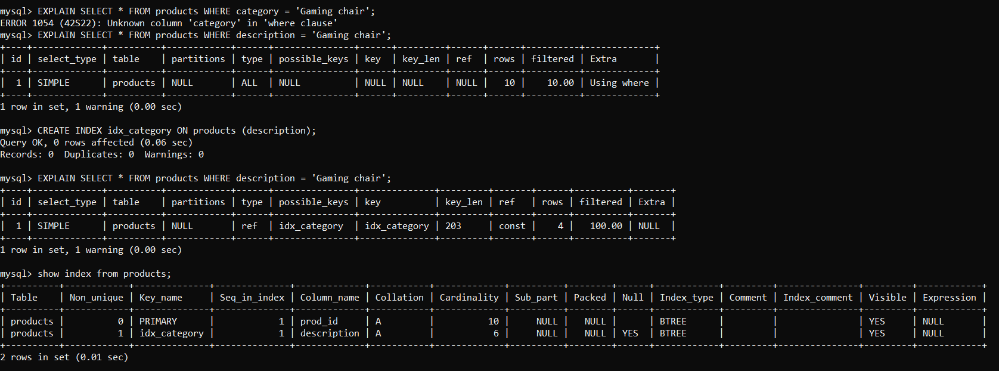 mysql> EXPLAIN SELECT * FROM products WHERE category = 'Gaming chair';
ERROR 1054 (42S22): Unknown column 'category' in 'where clause'
mysql> EXPLAIN SELECT * FROM products WHERE description = 'Gaming chair';
+----+-------------+----------+------------+------+---------------+------+---------+------+------+----------+-------------+
| id | select_type | table    | partitions | type | possible_keys | key  | key_len | ref  | rows | filtered | Extra       |
+----+-------------+----------+------------+------+---------------+------+---------+------+------+----------+-------------+
|  1 | SIMPLE      | products | NULL       | ALL  | NULL          | NULL | NULL    | NULL |   10 |    10.00 | Using where |
+----+-------------+----------+------------+------+---------------+------+---------+------+------+----------+-------------+
1 row in set, 1 warning (0.00 sec)

mysql> CREATE INDEX idx_category ON products (description);
Query OK, 0 rows affected (0.06 sec)
Records: 0  Duplicates: 0  Warnings: 0

mysql> EXPLAIN SELECT * FROM products WHERE description = 'Gaming chair';
+----+-------------+----------+------------+------+---------------+--------------+---------+-------+------+----------+-------+
| id | select_type | table    | partitions | type | possible_keys | key          | key_len | ref   | rows | filtered | Extra |
+----+-------------+----------+------------+------+---------------+--------------+---------+-------+------+----------+-------+
|  1 | SIMPLE      | products | NULL       | ref  | idx_category  | idx_category | 203     | const |    4 |   100.00 | NULL  |
+----+-------------+----------+------------+------+---------------+--------------+---------+-------+------+----------+-------+
1 row in set, 1 warning (0.00 sec)

mysql> show index from products;
+----------+------------+--------------+--------------+-------------+-----------+-------------+----------+--------+------+------------+---------+---------------+---------+------------+
| Table    | Non_unique | Key_name     | Seq_in_index | Column_name | Collation | Cardinality | Sub_part | Packed | Null | Index_type | Comment | Index_comment | Visible | Expression |
+----------+------------+--------------+--------------+-------------+-----------+-------------+----------+--------+------+------------+---------+---------------+---------+------------+
| products |          0 | PRIMARY      |            1 | prod_id     | A         |          10 |     NULL |   NULL |      | BTREE      |         |               | YES     | NULL       |
| products |          1 | idx_category |            1 | description | A         |           6 |     NULL |   NULL | YES  | BTREE      |         |               | YES     | NULL       |
+----------+------------+--------------+--------------+-------------+-----------+-------------+----------+--------+------+------------+---------+---------------+---------+------------+
2 rows in set (0.01 sec)